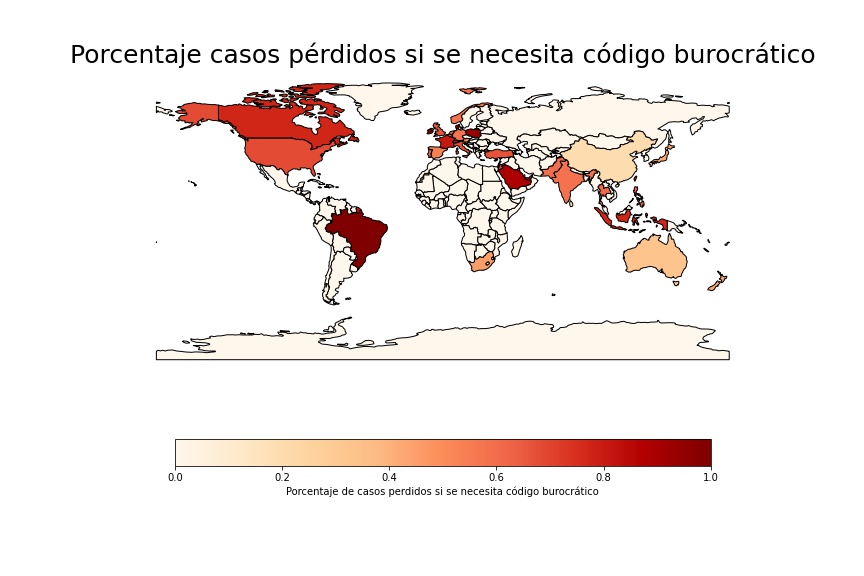 Porcentaje casos pérdidos si se necesita código burocrático
0.0 0.2 0.4 0.6 0.8 1.0
Porcentaje de casos perdidos si se necesita código burocrático